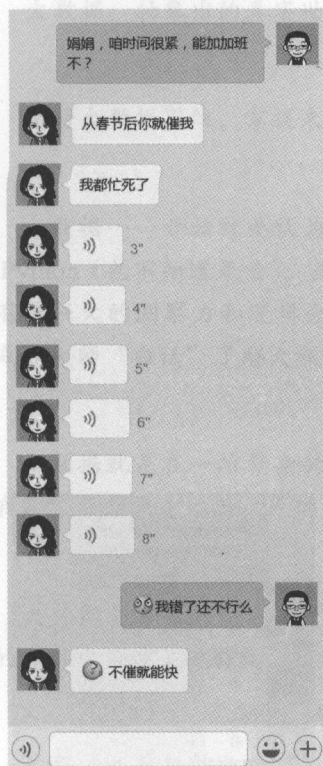 娟娟，咱时间很紧，能加加班
不？
从春节后你就催我
我都忙死了
3"
4"
5"
6"
7"
8"
我错了还不行么
不催就能快